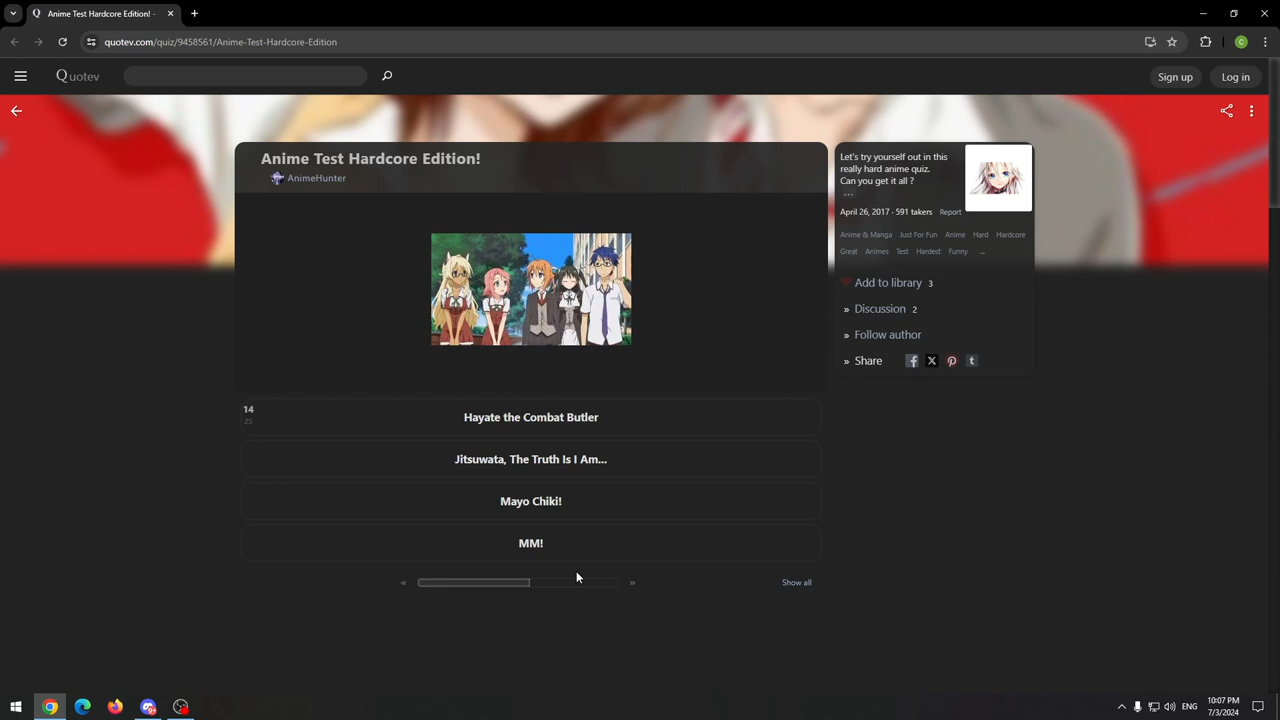 Anime Test Hardcore Edition! -
quotev.com/quiz/9458561/Anime-Test-Hardcore-Edition
C
Quotev
Sign up
Log in
Anime Test Hardcore Edition!
AnimeHunter
Let's try yourself out in this
really hard anime quiz.
Can you get it all ?
...
April 26, 2017 · 591 takers Report
Anime & Manga Just For Fun Anime Hard Hardcore
Great Animes Test Hardest Funny ...
Add to library 3
» Discussion 2
» Follow author
» Share
14
25
Hayate the Combat Butler
Jitsuwata, The Truth Is I Am...
Mayo Chiki!
MM!
«
»
Show all
ENG
10:07 PM
7/3/2024